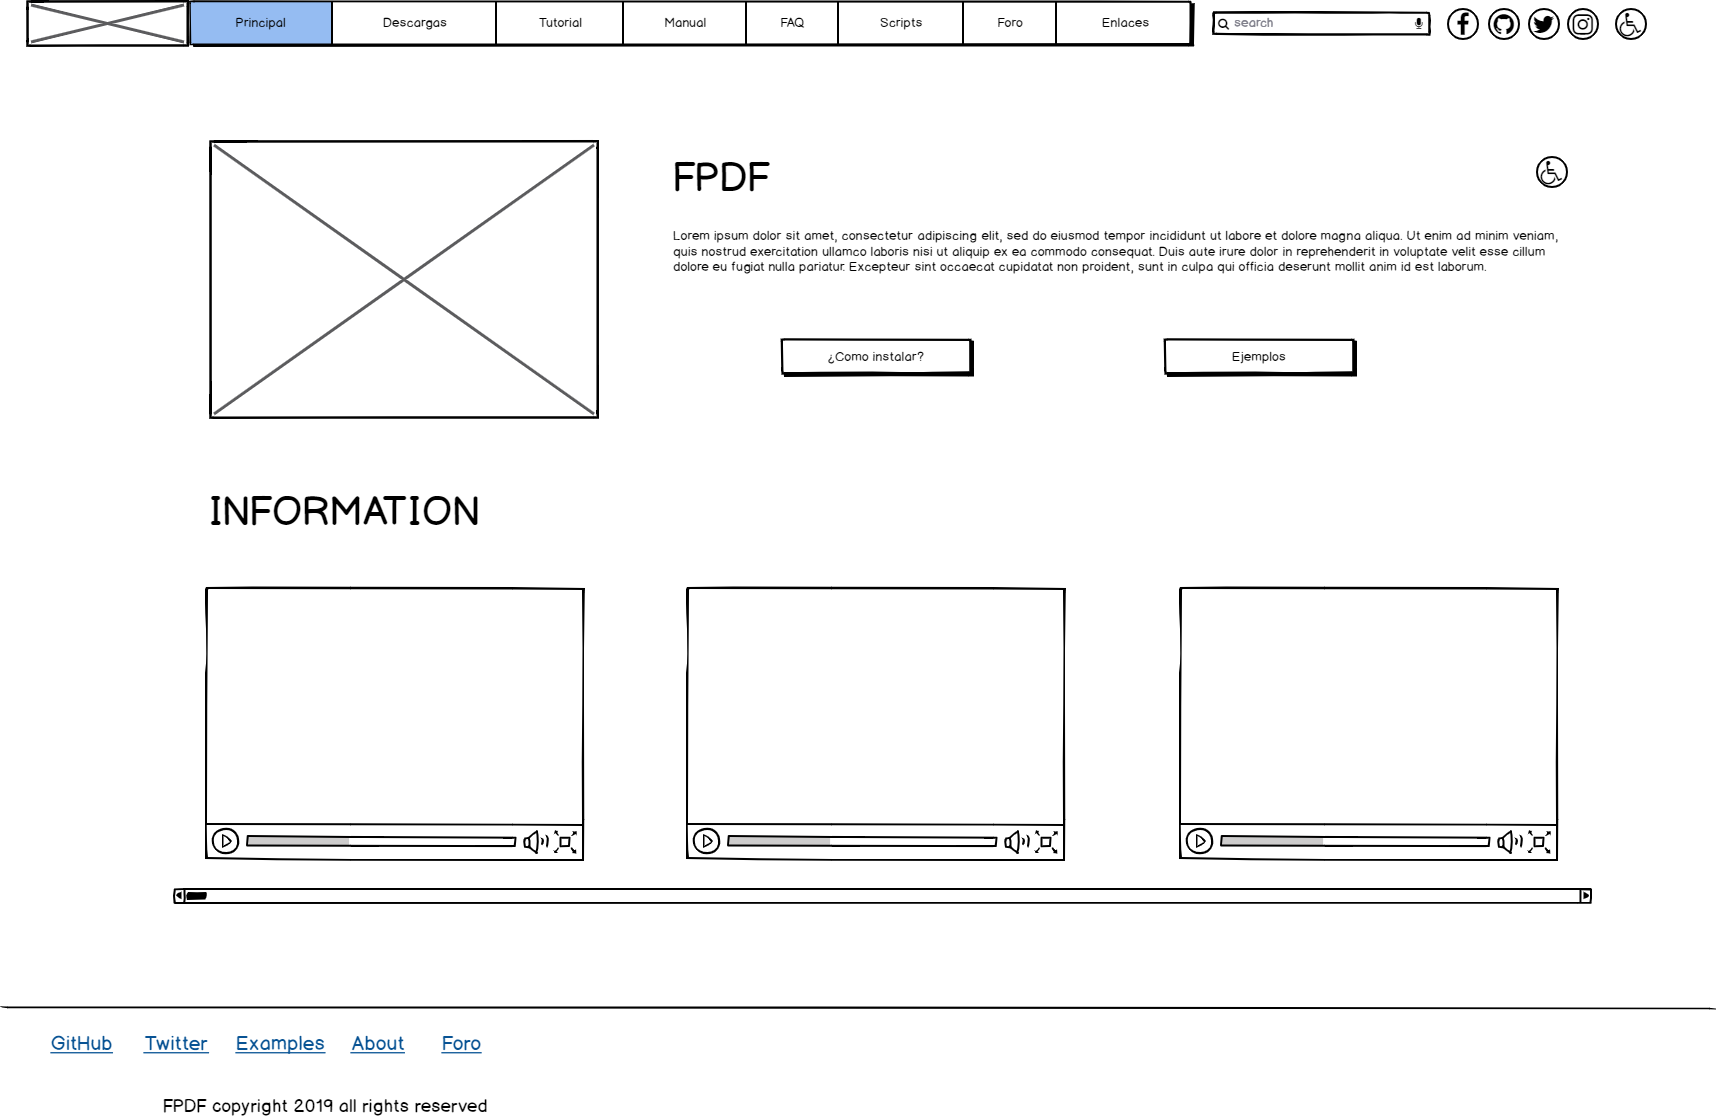 Principal Descargas Tutorial Manual FAQ Scripts Foro Enlaces search
FPDF
Lorem ipsum dolor sit amet, consectetur adipiscing elit, sed do eiusmod tempor incididunt ut labore et dolore magna aliqua. Ut enim ad minim veniam,
quis nostrud exercitation ullamco laboris nisi ut aliquip ex ea commodo consequat. Duis aute irure dolor in reprehenderit in voluptate velit esse cillum
dolore eu fugiat nulla pariatur. Excepteur sint occaecat cupidatat non proident, sunt in culpa qui officia deserunt mollit anim id est laborum.
¿Como instalar? Ejemplos
INFORMATION
GitHub Twitter Examples About Foro
FPDF copyright 2019 all rights reserved